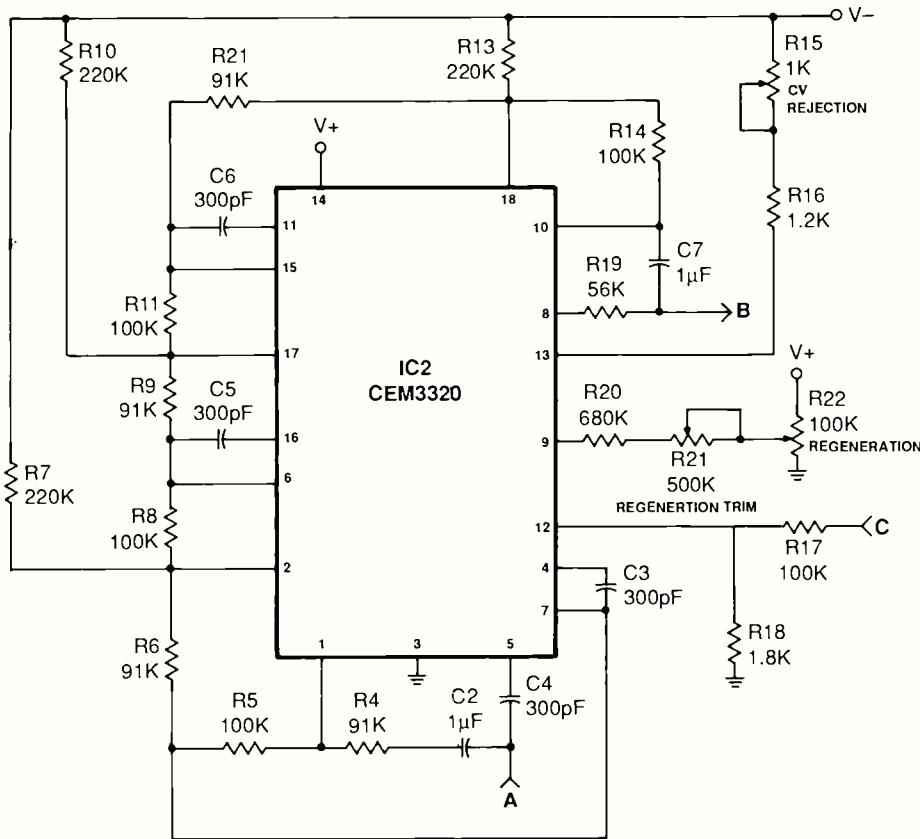 V−
R10
220K
R21
91K
R13
220K
R15
1K
CV
REJECTION
V+
R14
100K
C6
300pF
14
18
R16
1.2K
11
10
C7
1µF
15
R19
56K
R11
100K
8
B
17
13
IC2
CEM3320
V+
R9
91K
C5
300pF
R20
680K
R22
100K
REGENERATION
16
9
R21
500K
REGENERTION TRIM
R7
220K
6
R8
100K
12
C
R17
100K
2
4
C3
300pF
7
R18
1.8K
R6
91K
1
3
5
R5
100K
R4
91K
C2
1µF
C4
300pF
A